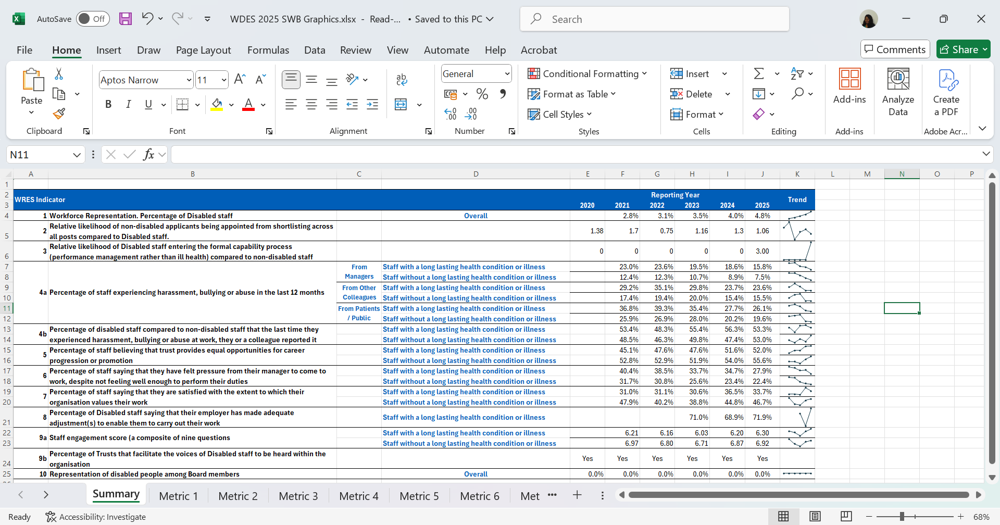 AutoSave Off WDES 2025 SWB Graphics.xlsx - Read-... • Saved to this PC Search
File Home Insert Draw Page Layout Formulas Data Review View Automate Help Acrobat Comments Share
Paste
Clipboard
Aptos Narrow 11
B I U A
Font
ab
Alignment
General
%
Number
Conditional Formatting
Format as Table
Cell Styles
Styles
Insert
Delete
Format
Cells
Editing
Add-ins
Add-ins
Analyze
Data
Create
a PDF
Adobe Acr...
N11 fx
A B C D E F G H I J K L M N O P
1
2 WRES Indicator Reporting Year Trend
3 2020 2021 2022 2023 2024 2025
4 1 Workforce Representation. Percentage of Disabled staff Overall 2.8% 3.1% 3.5% 4.0% 4.8%
Relative likelihood of non-disabled applicants being appointed from shortlisting across
5 2 all posts compared to Disabled staff. 1.38 1.7 0.75 1.16 1.3 1.06
Relative likelihood of Disabled staff entering the formal capability process
6 3 (performance management rather than ill health) compared to non-disabled staff 0 0 0 0 0 3.00
7 From Staff with a long lasting health condition or illness 23.0% 23.6% 19.5% 18.6% 15.8%
8 Managers Staff without a long lasting health condition or illness 12.4% 12.3% 10.7% 8.9% 7.5%
9 4a Percentage of staff experiencing harassment, bullying or abuse in the last 12 months From Other Staff with a long lasting health condition or illness 29.2% 35.1% 29.8% 23.7% 23.6%
10 Colleagues Staff without a long lasting health condition or illness 17.4% 19.4% 20.0% 15.4% 15.5%
11 From Patients Staff with a long lasting health condition or illness 36.8% 39.3% 35.4% 27.7% 26.1%
12 / Public Staff without a long lasting health condition or illness 25.9% 26.9% 28.0% 20.2% 19.6%
13 4b Percentage of disabled staff compared to non-disabled staff that the last time they Staff with a long lasting health condition or illness 53.4% 48.3% 55.4% 56.3% 53.3%
14 experienced harassment, bullying or abuse at work, they or a colleague reported it Staff without a long lasting health condition or illness 48.5% 46.3% 49.8% 47.4% 53.0%
15 5 Percentage of staff believing that trust provides equal opportunities for career Staff with a long lasting health condition or illness 45.1% 47.6% 47.6% 51.6% 52.0%
16 progression or promotion Staff without a long lasting health condition or illness 52.8% 52.9% 51.9% 54.0% 55.6%
17 6 Percentage of staff saying that they have felt pressure from their manager to come to Staff with a long lasting health condition or illness 40.4% 38.5% 33.7% 34.7% 27.9%
18 work, despite not feeling well enough to perform their duties Staff without a long lasting health condition or illness 31.7% 30.8% 25.6% 23.4% 22.4%
19 7 Percentage of staff saying that they are satisfied with the extent to which their Staff with a long lasting health condition or illness 31.0% 31.1% 30.6% 36.5% 33.7%
20 organisation values their work Staff without a long lasting health condition or illness 47.9% 40.2% 38.8% 44.8% 46.7%
Percentage of Disabled staff saying that their employer has made adequate
21 8 adjustment(s) to enable them to carry out their work Staff with a long lasting health condition or illness 71.0% 68.9% 71.9%
22 9a Staff engagement score (a composite of nine questions Staff with a long lasting health condition or illness 6.21 6.16 6.03 6.20 6.30
23 Staff without a long lasting health condition or illness 6.97 6.80 6.71 6.87 6.92
Percentage of Trusts that facilitate the voices of Disabled staff to be heard within the
24 9b organisation Yes Yes Yes Yes Yes Yes
25 10 Representation of disabled people among Board members Overall 0.0% 0.0% 0.0% 0.0% 0.0% 0.0%
Summary Metric 1 Metric 2 Metric 3 Metric 4 Metric 5 Metric 6 Met ...
Ready Accessibility: Investigate 68%